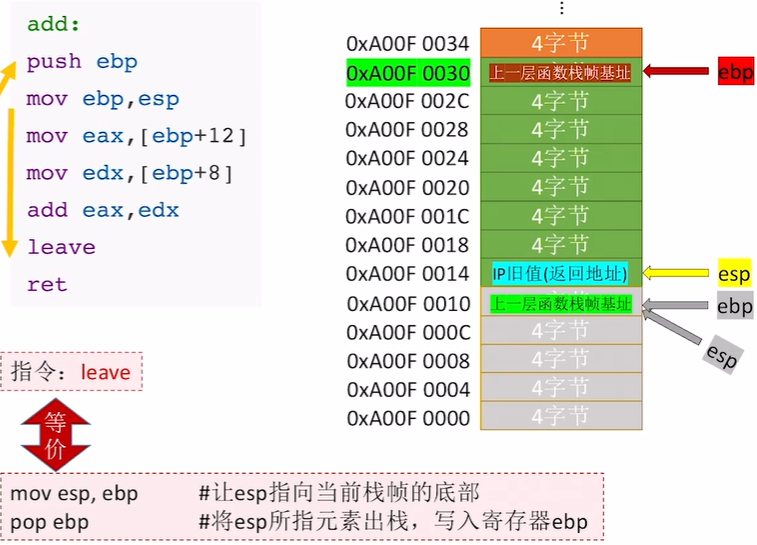 add:
push ebp
mov ebp,esp
mov eax,[ebp+12]
mov edx,[ebp+8]
add eax,edx
leave
ret
指令：leave
等
价
mov esp, ebp #让esp指向当前栈帧的底部
pop ebp #将esp所指元素出栈，写入寄存器ebp
⋮
0xA00F 0034 4字节
0xA00F 0030 上一层函数栈帧基址 ebp
0xA00F 002C 4字节
0xA00F 0028 4字节
0xA00F 0024 4字节
0xA00F 0020 4字节
0xA00F 001C 4字节
0xA00F 0018 4字节
0xA00F 0014 IP旧值(返回地址) esp
0xA00F 0010 上一层函数栈帧基址 ebp
esp
0xA00F 000C 4字节
0xA00F 0008 4字节
0xA00F 0004 4字节
0xA00F 0000 4字节